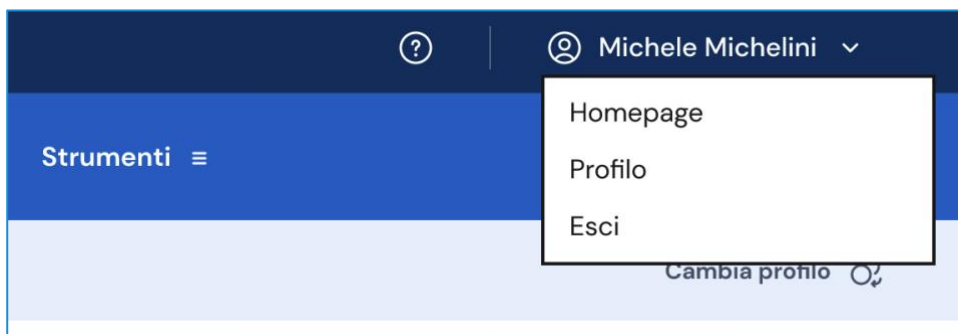 Michele Michelini
Homepage
Strumenti
Profilo
Esci
Cambia profilo